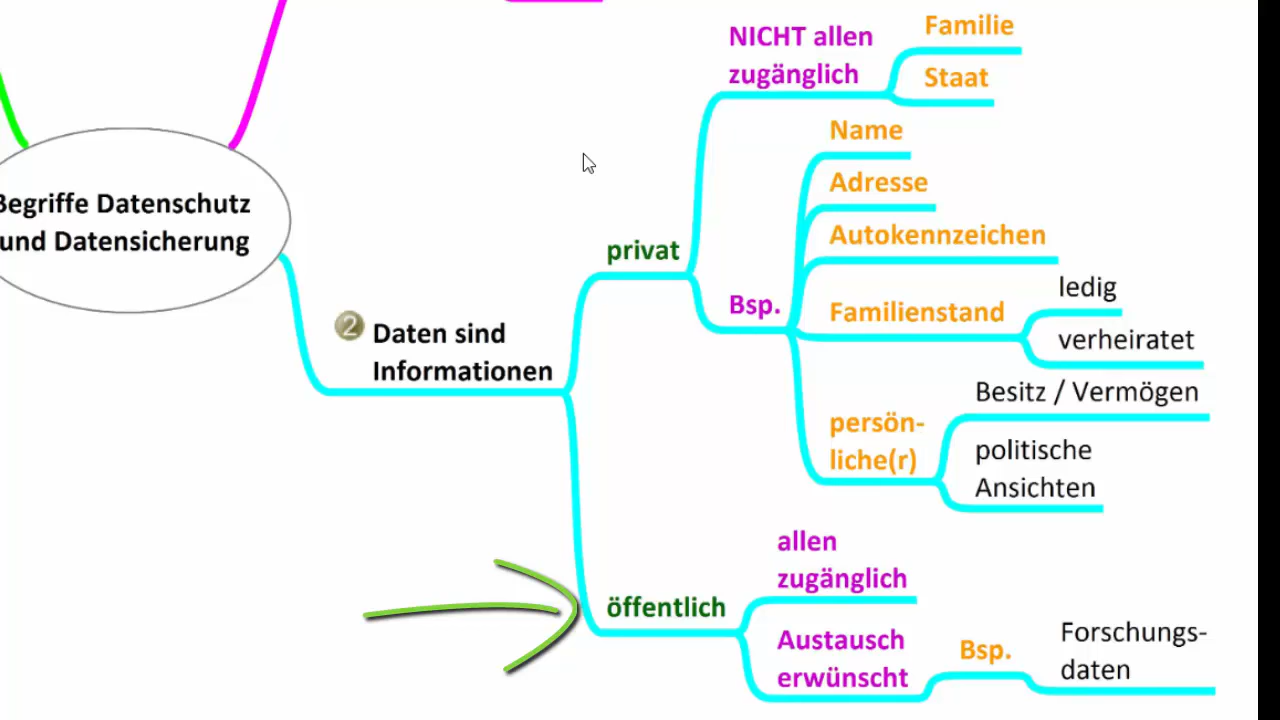 Begriffe Datenschutz
und Datensicherung
2
Daten sind
Informationen
privat
NICHT allen
zugänglich
Familie
Staat
Bsp.
Name
Adresse
Autokennzeichen
Familienstand
ledig
verheiratet
persön-
liche(r)
Besitz / Vermögen
politische
Ansichten
öffentlich
allen
zugänglich
Austausch
erwünscht
Bsp.
Forschungs-
daten